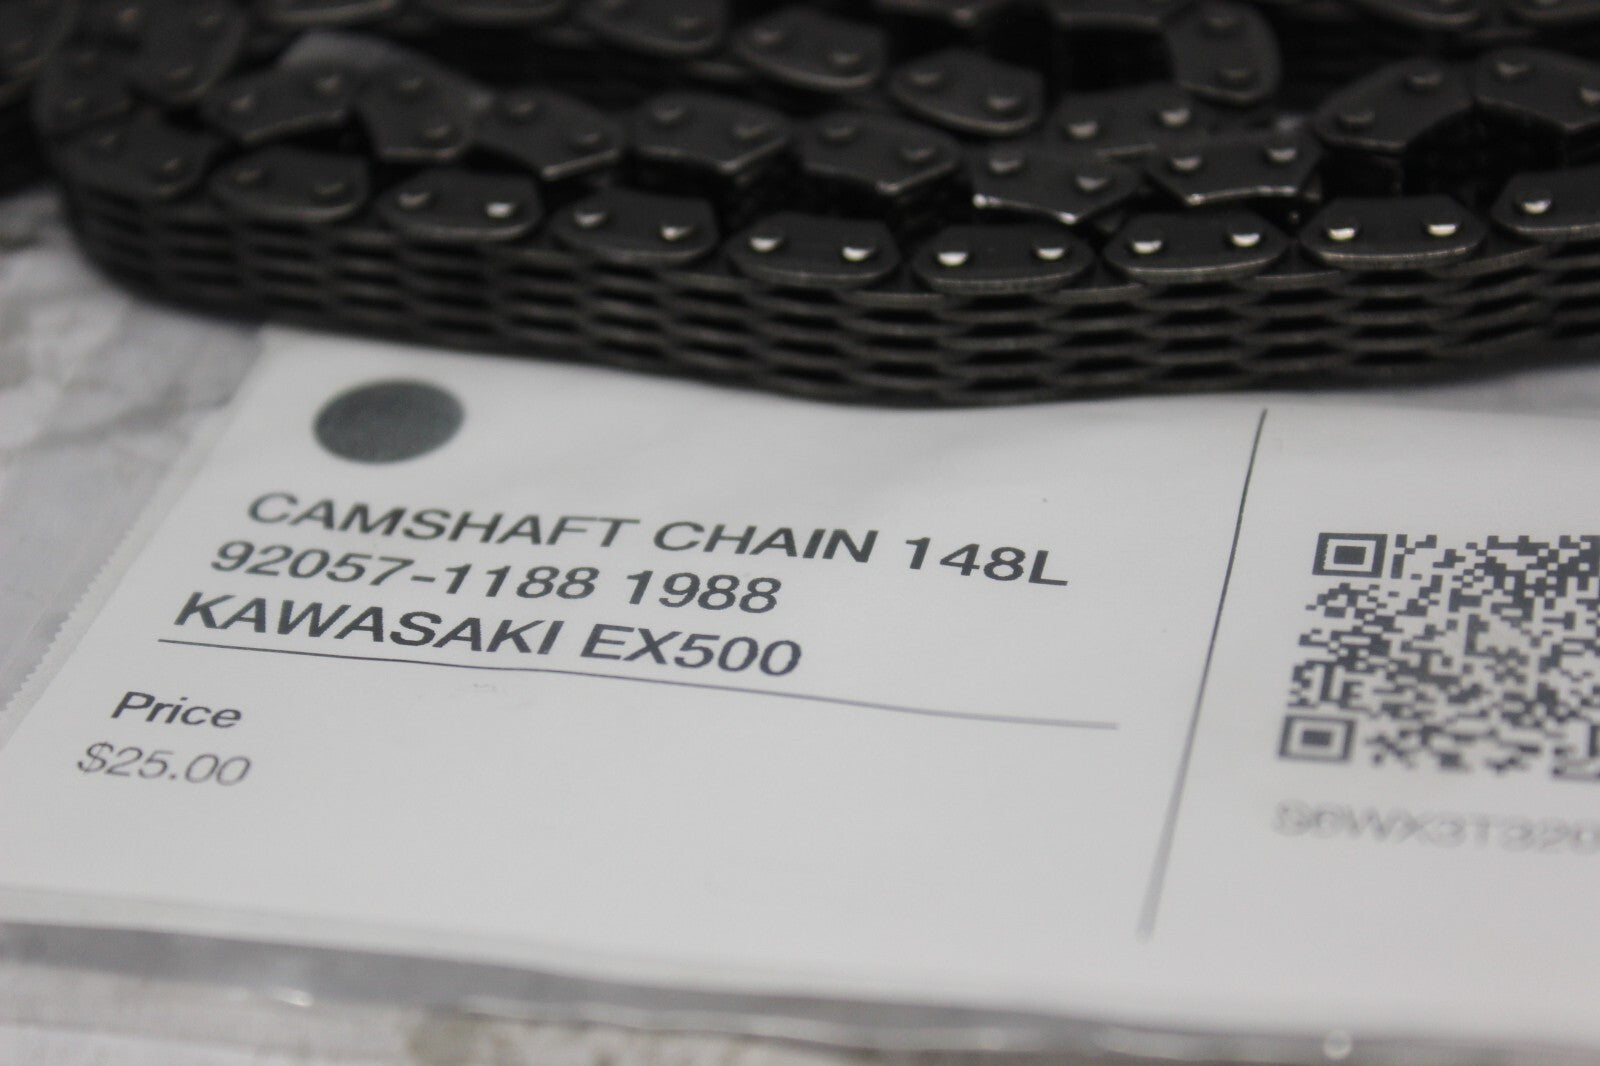 CAMSHAFT CHAIN 148L
92057-1188 1988
KAWASAKI EX500
Price
$25.00